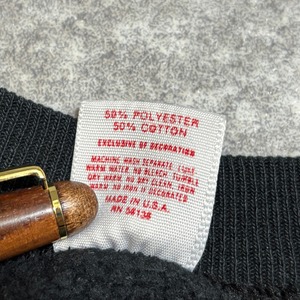 50% POLYESTER
50% COTTON
EXCLUSIVE OF DECORATION
MACHINE WASH SEPARATE, LUKE
WARM WATER, NO BLEACH, TUMBLE
DRY WARM, NO DRY CLEAN, IRON
WARM, NO IRON IF DECORATED
MADE IN U.S.A.
RN 58138